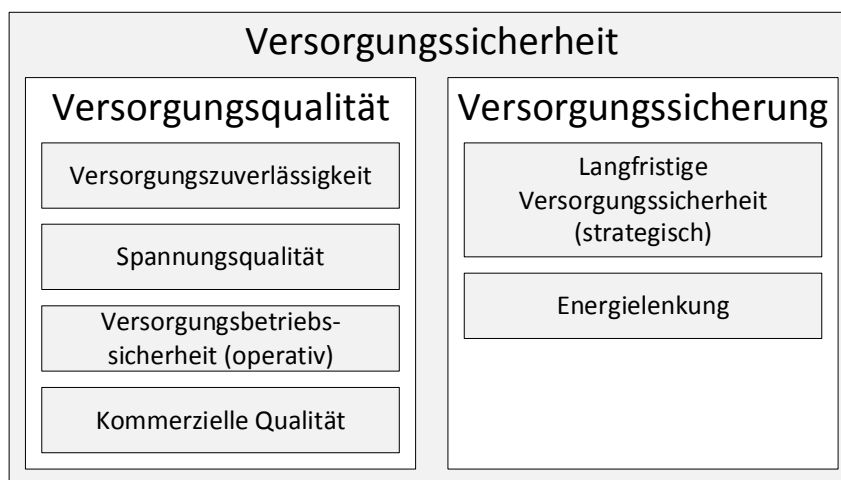 Versorgungssicherheit
Versorgungsqualität
Versorgungszuverlässigkeit
Spannungsqualität
Versorgungsbetriebs-
sicherheit (operativ)
Kommerzielle Qualität
Versorgungssicherung
Langfristige
Versorgungssicherheit
(strategisch)
Energielenkung